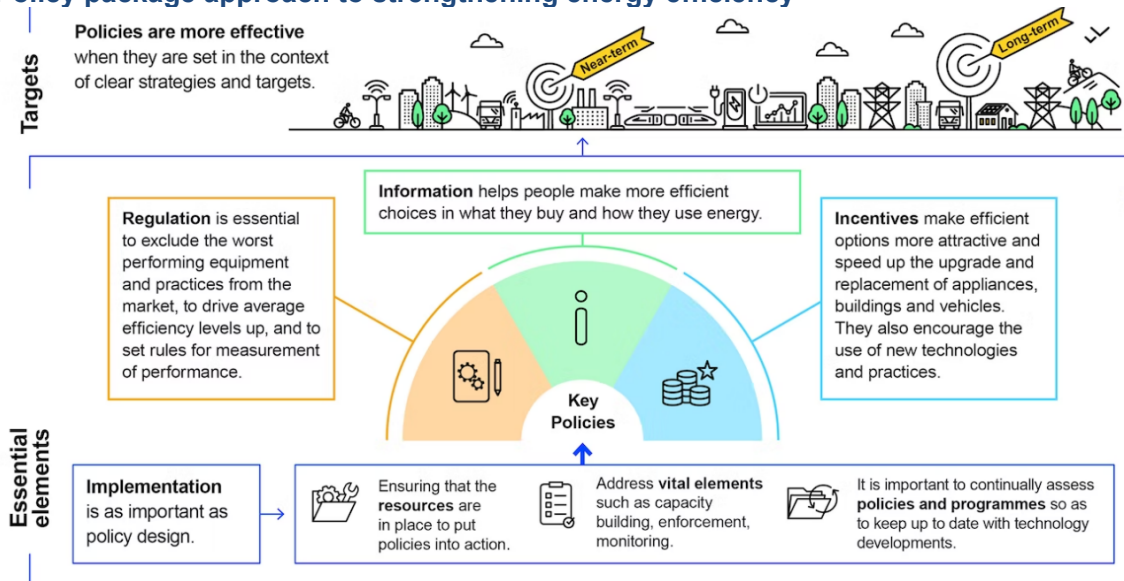 Policy package approach to strengthening energy efficiency
Targets
Policies are more effective
when they are set in the context
of clear strategies and targets.
Near-term
Long-term
Information helps people make more efficient
choices in what they buy and how they use energy.
Regulation is essential
to exclude the worst
performing equipment
and practices from the
market, to drive average
efficiency levels up, and to
set rules for measurement
of performance.
Incentives make efficient
options more attractive and
speed up the upgrade and
replacement of appliances,
buildings and vehicles.
They also encourage the
use of new technologies
and practices.
Key
Policies
Essential
elements
Implementation
is as important as
policy design.
Ensuring that the
resources are
in place to put
policies into action.
Address vital elements
such as capacity
building, enforcement,
monitoring.
It is important to continually assess
policies and programmes so as
to keep up to date with technology
developments.